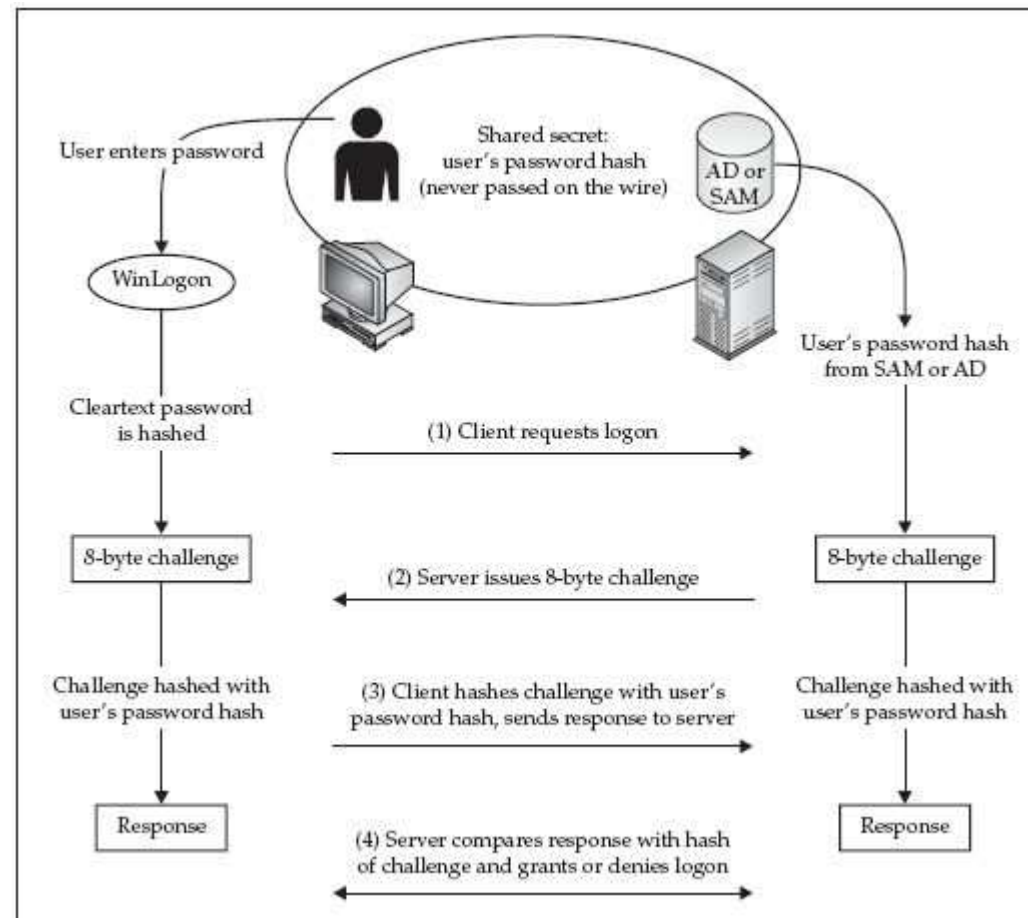 Shared secret:
user's password hash
(never passed on the wire)
AD or
SAM
User enters password
WinLogon
User's password hash
from SAM or AD
Cleartext password
is hashed
(1) Client requests logon
8-byte challenge
(2) Server issues 8-byte challenge
8-byte challenge
Challenge hashed with
user's password hash
(3) Client hashes challenge with user's
password hash, sends response to server
Challenge hashed with
user's password hash
Response
(4) Server compares response with hash
of challenge and grants or denies logon
Response